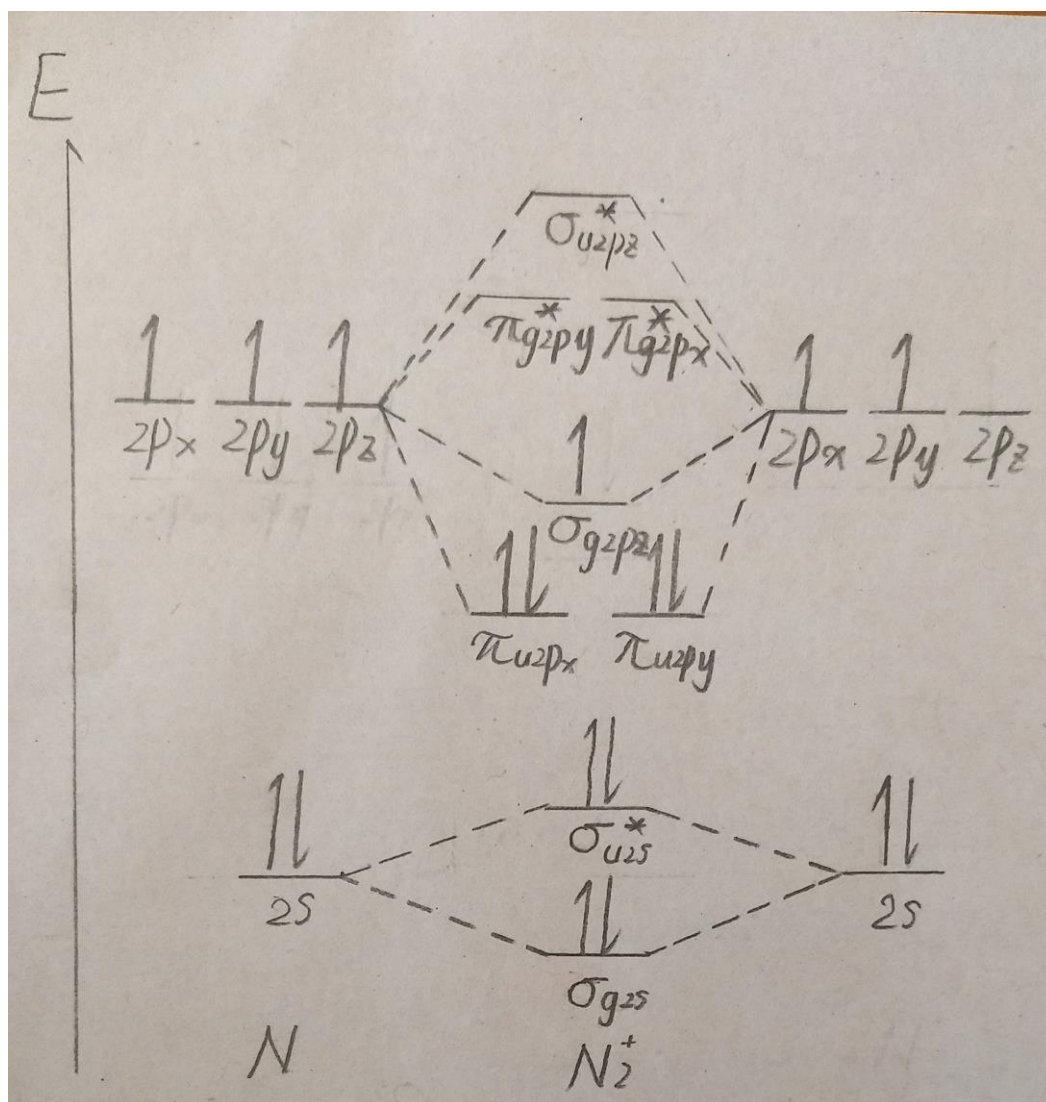 E
σ*u2pz
π*g2py π*g2px
2px 2py 2pz
2px 2py 2pz
σg2pz
πu2px πu2py
σ*u2s
2s
2s
σg2s
N
N2+